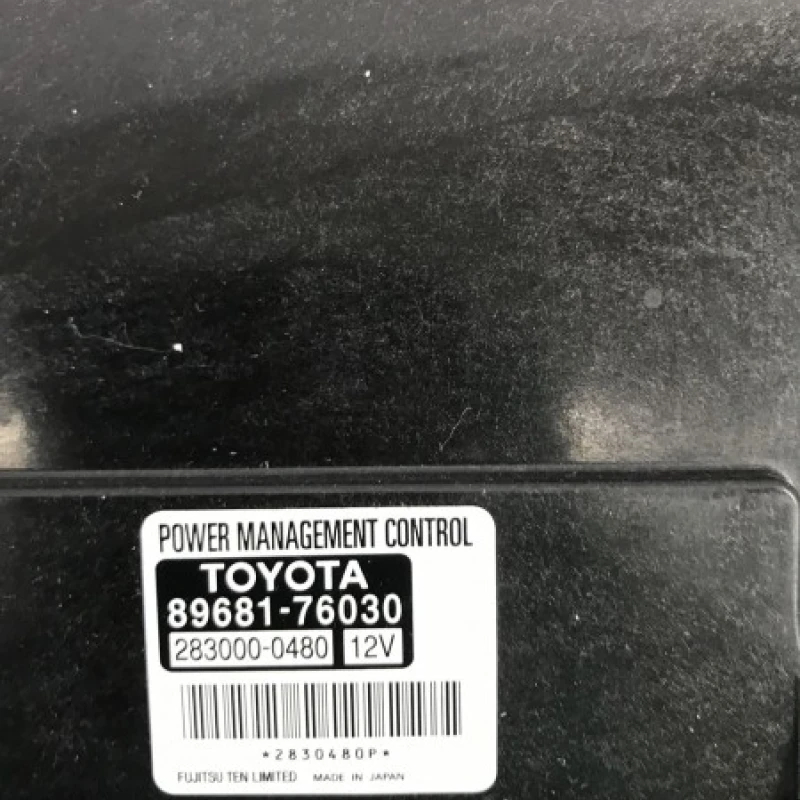 POWER MANAGEMENT CONTROL
TOYOTA
89681-76030
283000-0480 12V
*2830480P*
FUJITSU TEN LIMITED MADE IN JAPAN